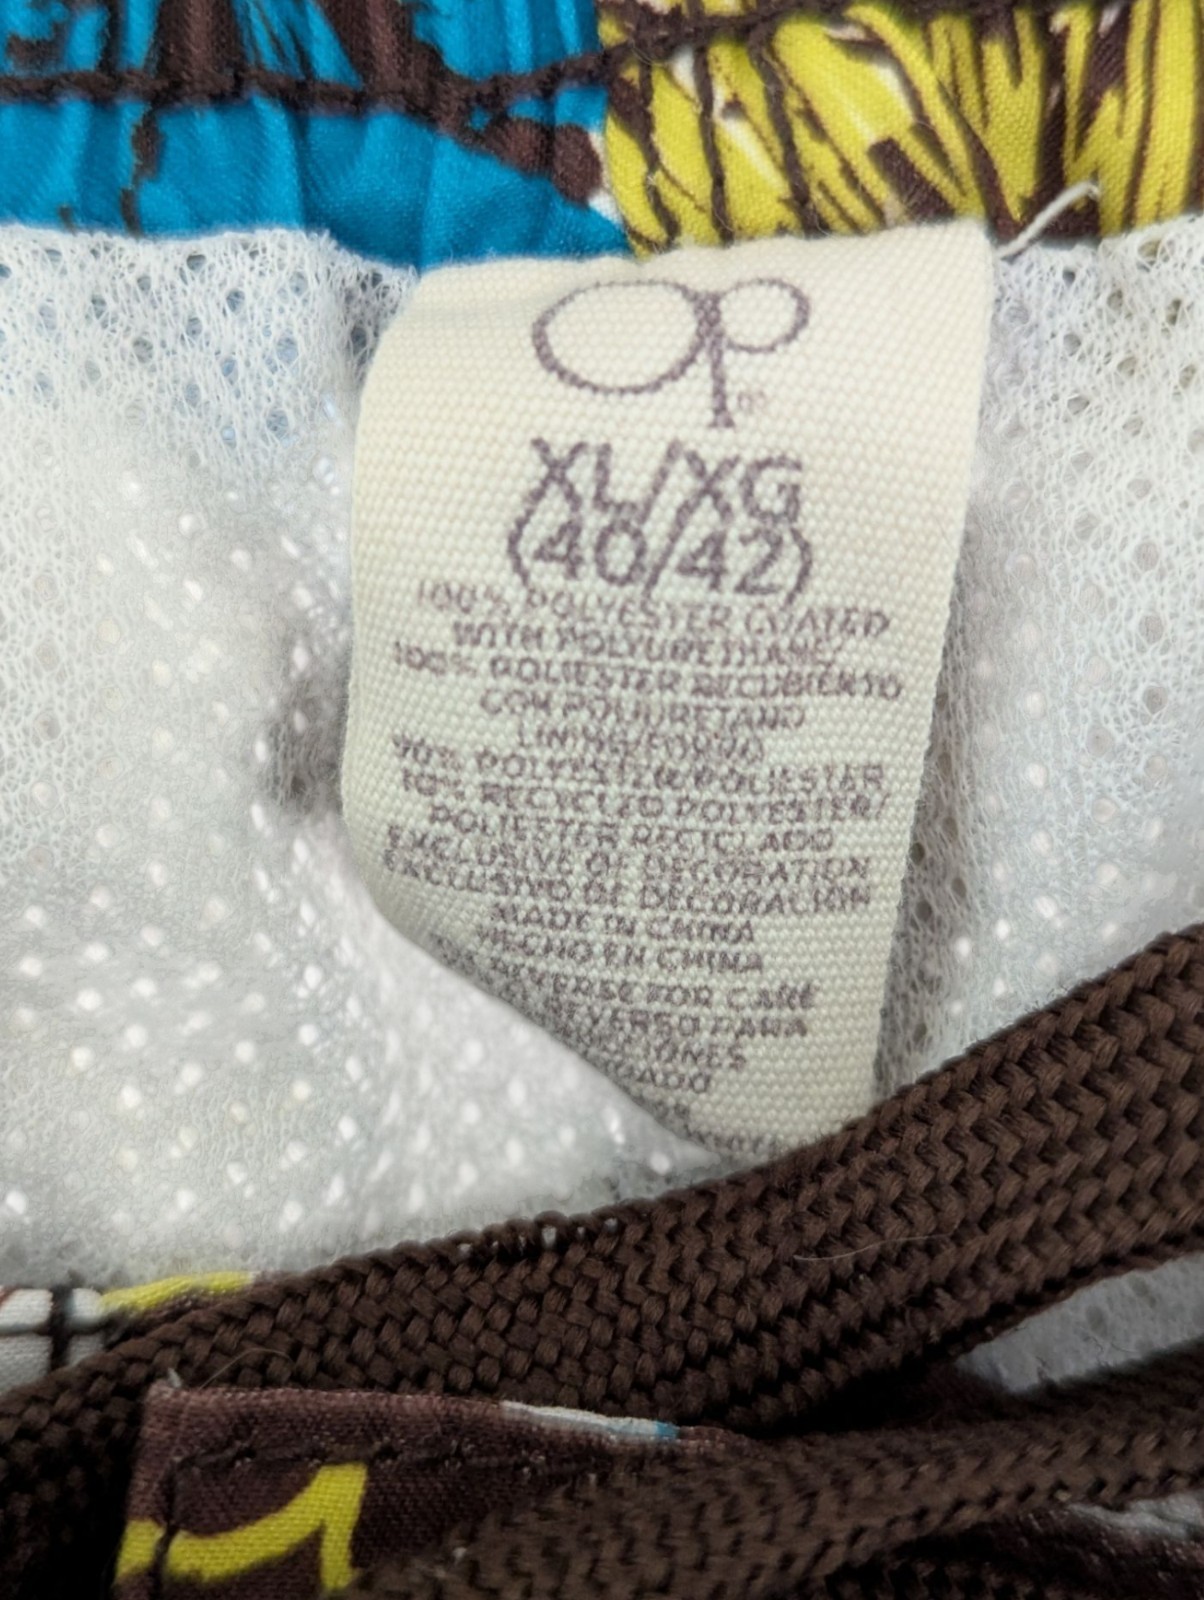 op
XL/XG
(40/42)
100% POLYESTER COATED
WITH POLYURETHANE/
100% POLIESTER RECUBIERTO
CON POLIURETANO
LINING/FORRO
90% POLYESTER/POLIESTER
10% RECYCLED POLYESTER/
POLIESTER RECICLADO
EXCLUSIVE OF DECORATION
EXCLUSIVO DE DECORACION
MADE IN CHINA
HECHO EN CHINA
FOR CARE
PARA